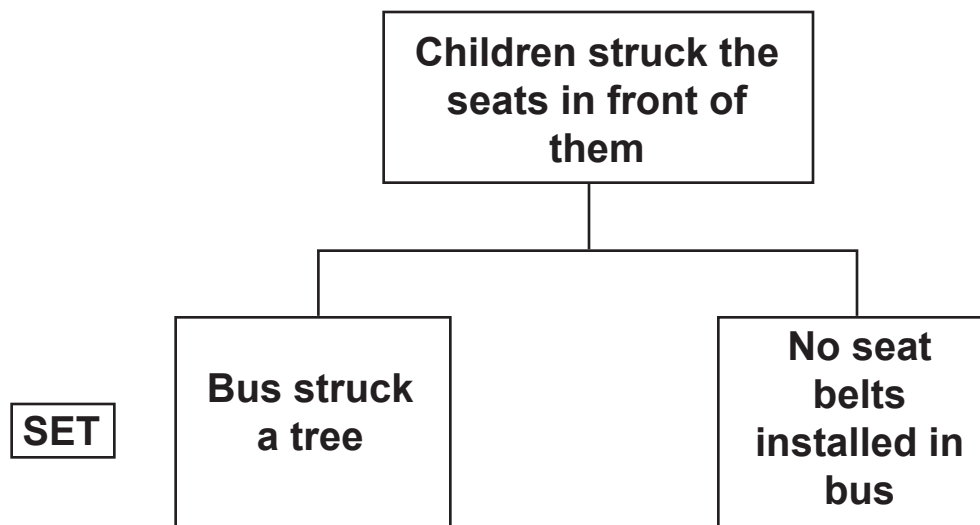 Children struck the
seats in front of
them
SET
Bus struck
a tree
No seat
belts
installed in
bus